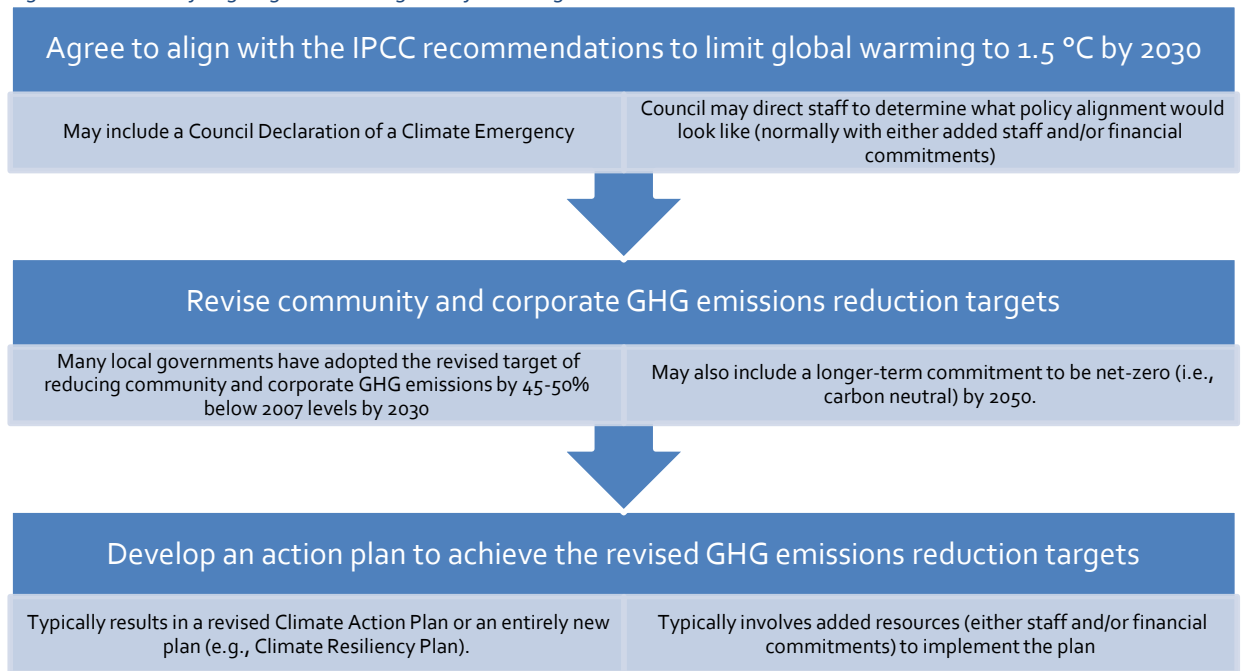 Agree to align with the IPCC recommendations to limit global warming to 1.5 °C by 2030
May include a Council Declaration of a Climate Emergency
Council may direct staff to determine what policy alignment would
look like (normally with either added staff and/or financial
commitments)
Revise community and corporate GHG emissions reduction targets
Many local governments have adopted the revised target of
reducing community and corporate GHG emissions by 45-50%
below 2007 levels by 2030
May also include a longer-term commitment to be net-zero (i.e.,
carbon neutral) by 2050.
Develop an action plan to achieve the revised GHG emissions reduction targets
Typically results in a revised Climate Action Plan or an entirely new
plan (e.g., Climate Resiliency Plan).
Typically involves added resources (either staff and/or financial
commitments) to implement the plan